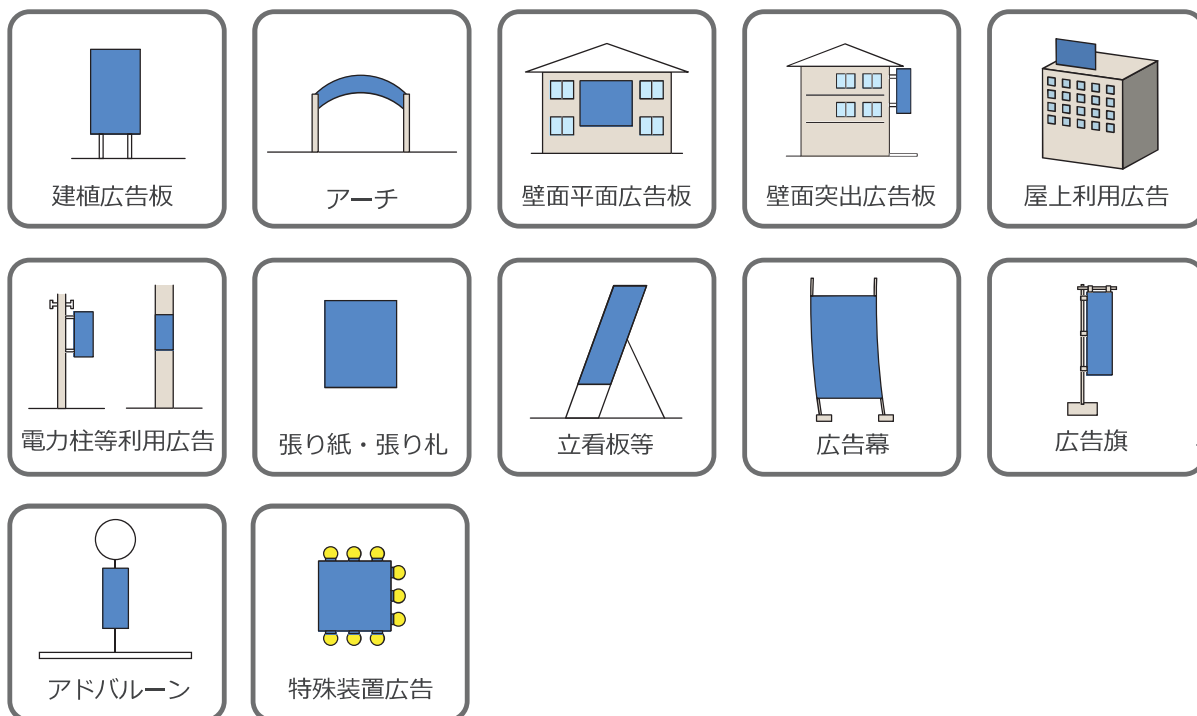 建植広告板
アーチ
壁面平面広告板
壁面突出広告板
屋上利用広告
電力柱等利用広告
張り紙・張り札
立看板等
広告幕
広告旗
アドバルーン
特殊装置広告